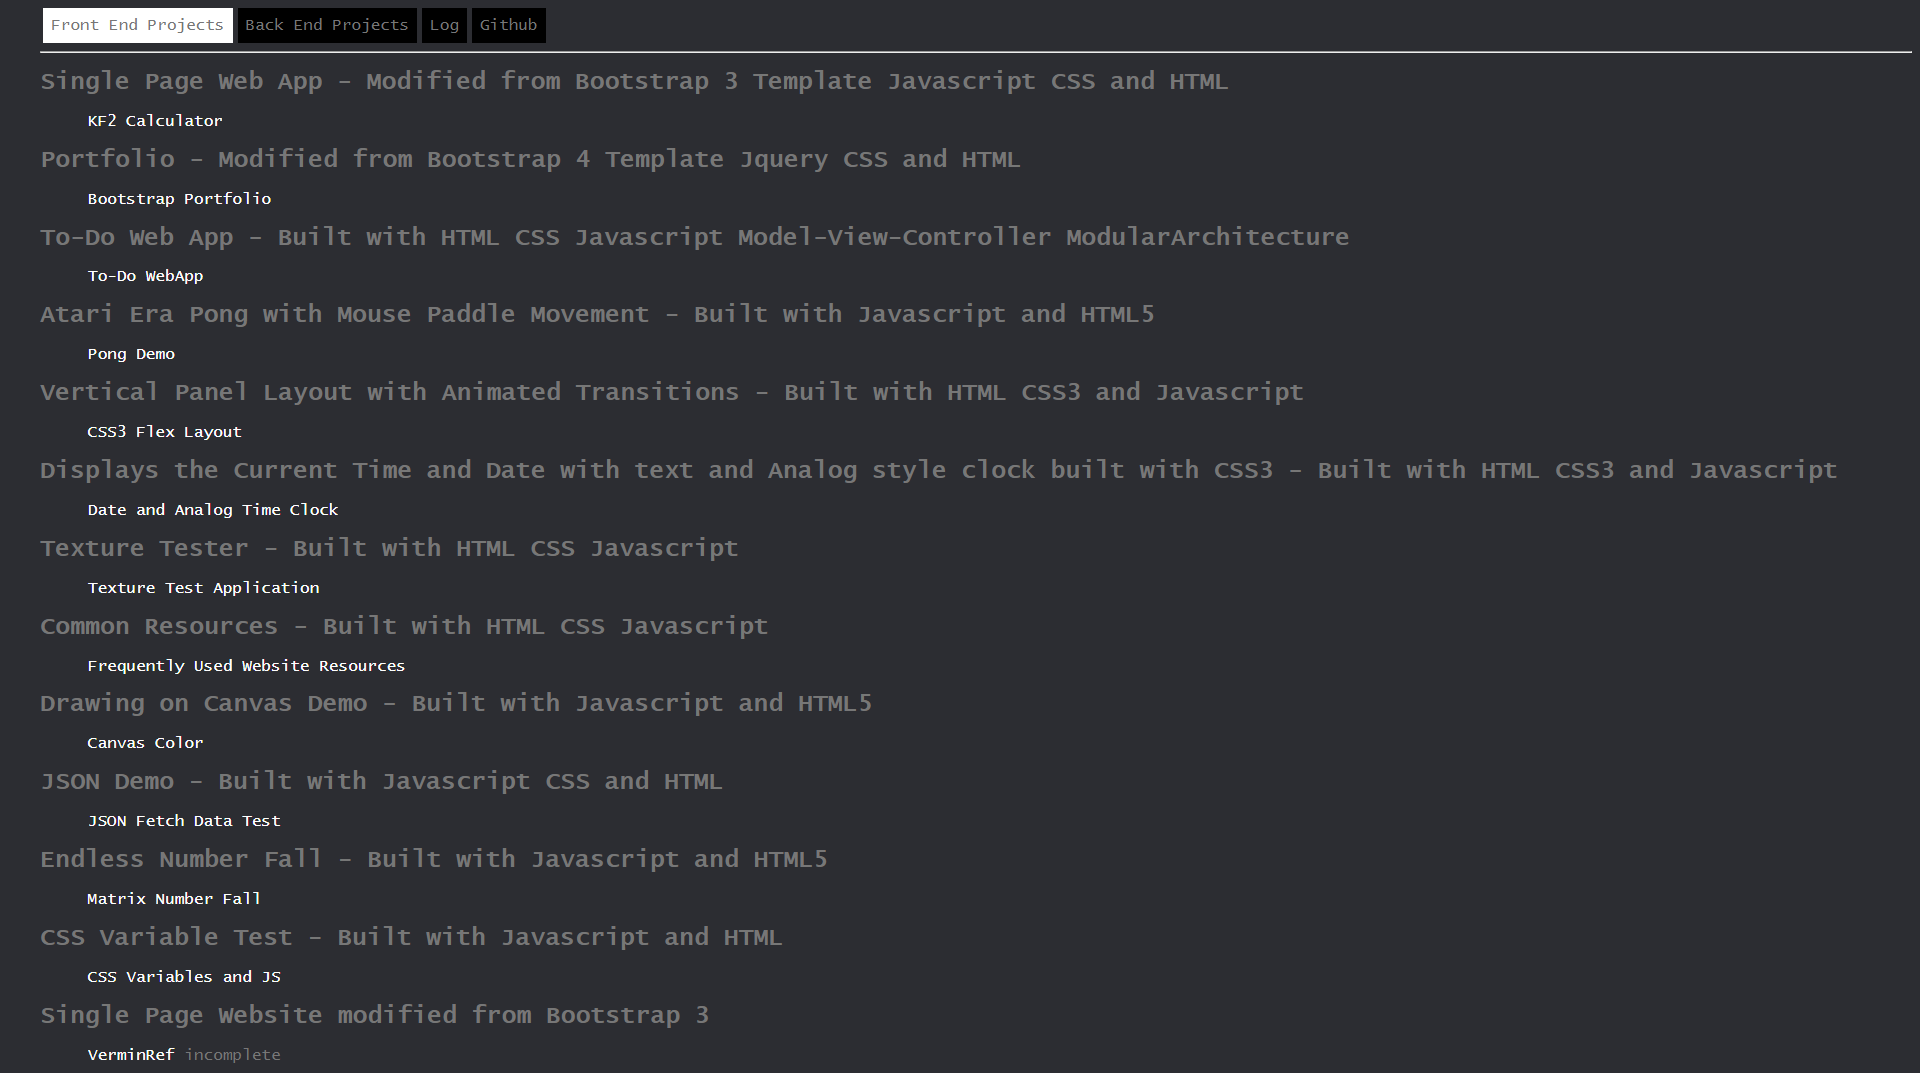 Front End Projects Back End Projects Log Github
Single Page Web App - Modified from Bootstrap 3 Template Javascript CSS and HTML
KF2 Calculator
Portfolio - Modified from Bootstrap 4 Template Jquery CSS and HTML
Bootstrap Portfolio
To-Do Web App - Built with HTML CSS Javascript Model-View-Controller ModularArchitecture
To-Do WebApp
Atari Era Pong with Mouse Paddle Movement - Built with Javascript and HTML5
Pong Demo
Vertical Panel Layout with Animated Transitions - Built with HTML CSS3 and Javascript
CSS3 Flex Layout
Displays the Current Time and Date with text and Analog style clock built with CSS3 - Built with HTML CSS3 and Javascript
Date and Analog Time Clock
Texture Tester - Built with HTML CSS Javascript
Texture Test Application
Common Resources - Built with HTML CSS Javascript
Frequently Used Website Resources
Drawing on Canvas Demo - Built with Javascript and HTML5
Canvas Color
JSON Demo - Built with Javascript CSS and HTML
JSON Fetch Data Test
Endless Number Fall - Built with Javascript and HTML5
Matrix Number Fall
CSS Variable Test - Built with Javascript and HTML
CSS Variables and JS
Single Page Website modified from Bootstrap 3
VerminRef incomplete